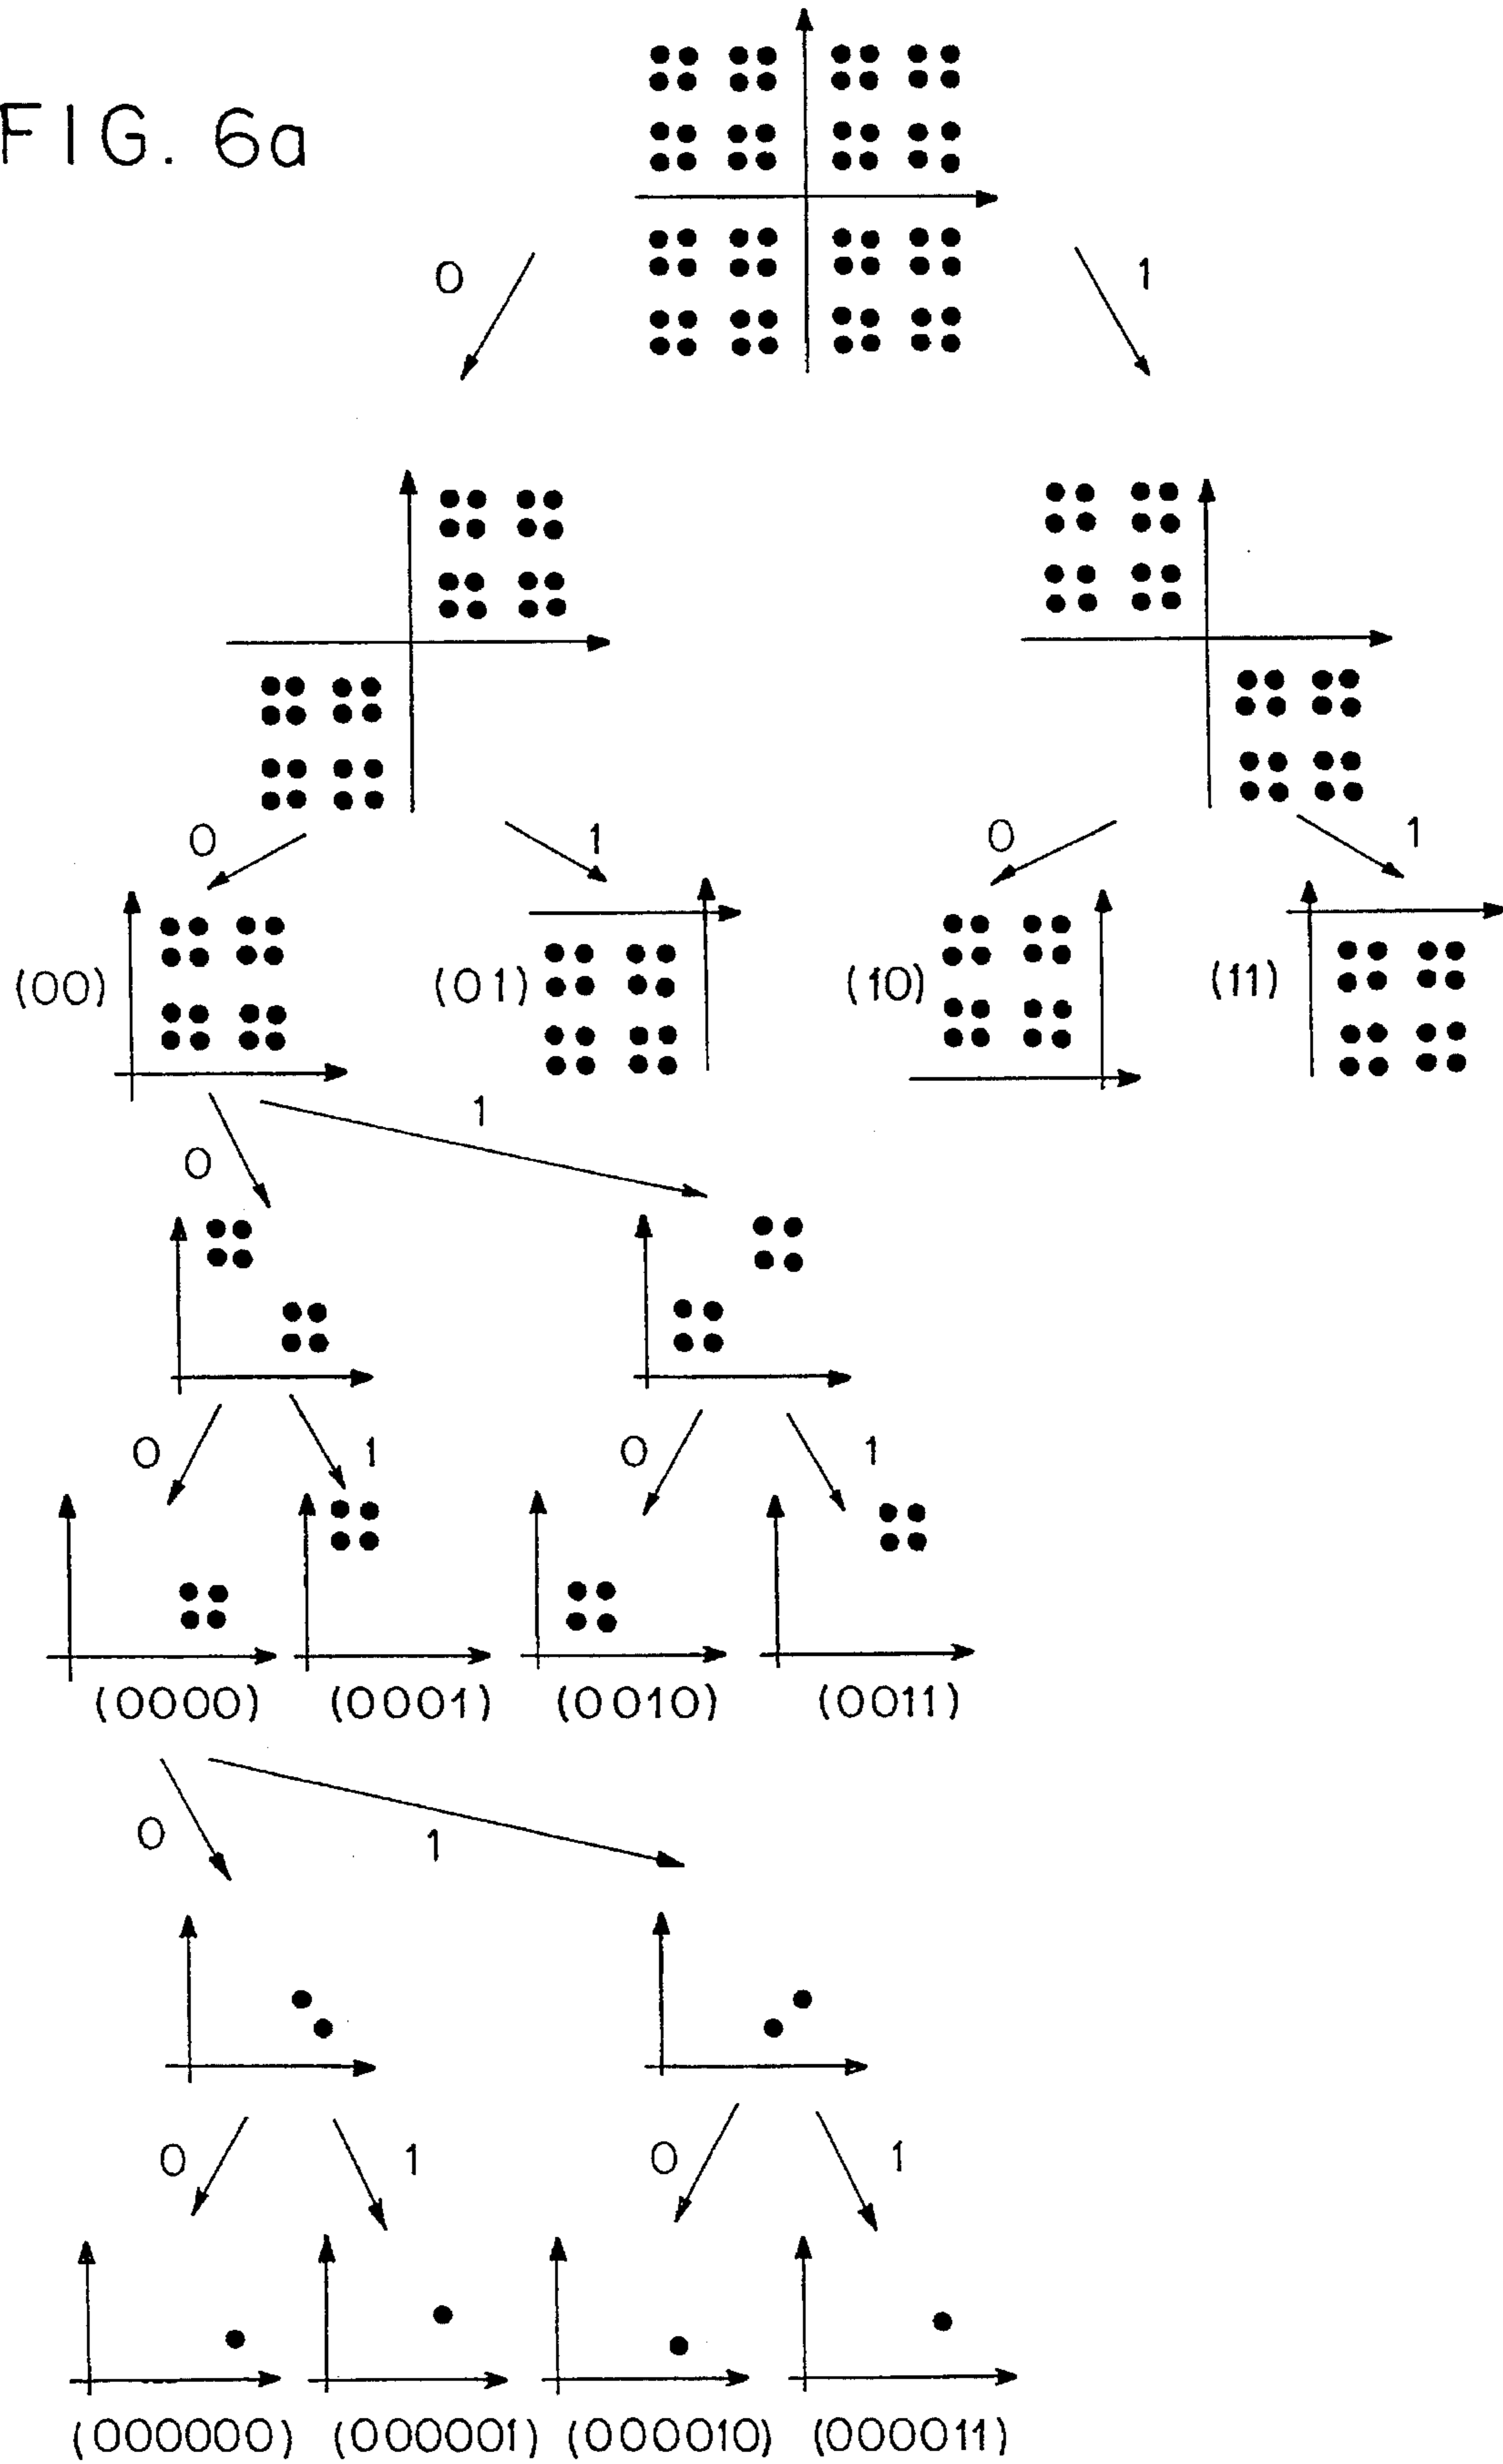 FIG. 6a
0 1
0 1 0 1
(00) (01) (10) (11)
1
0
0 1 0 1
(0000) (0001) (0010) (0011)
0 1
0 1 0 1
(000000) (000001) (000010) (000011)